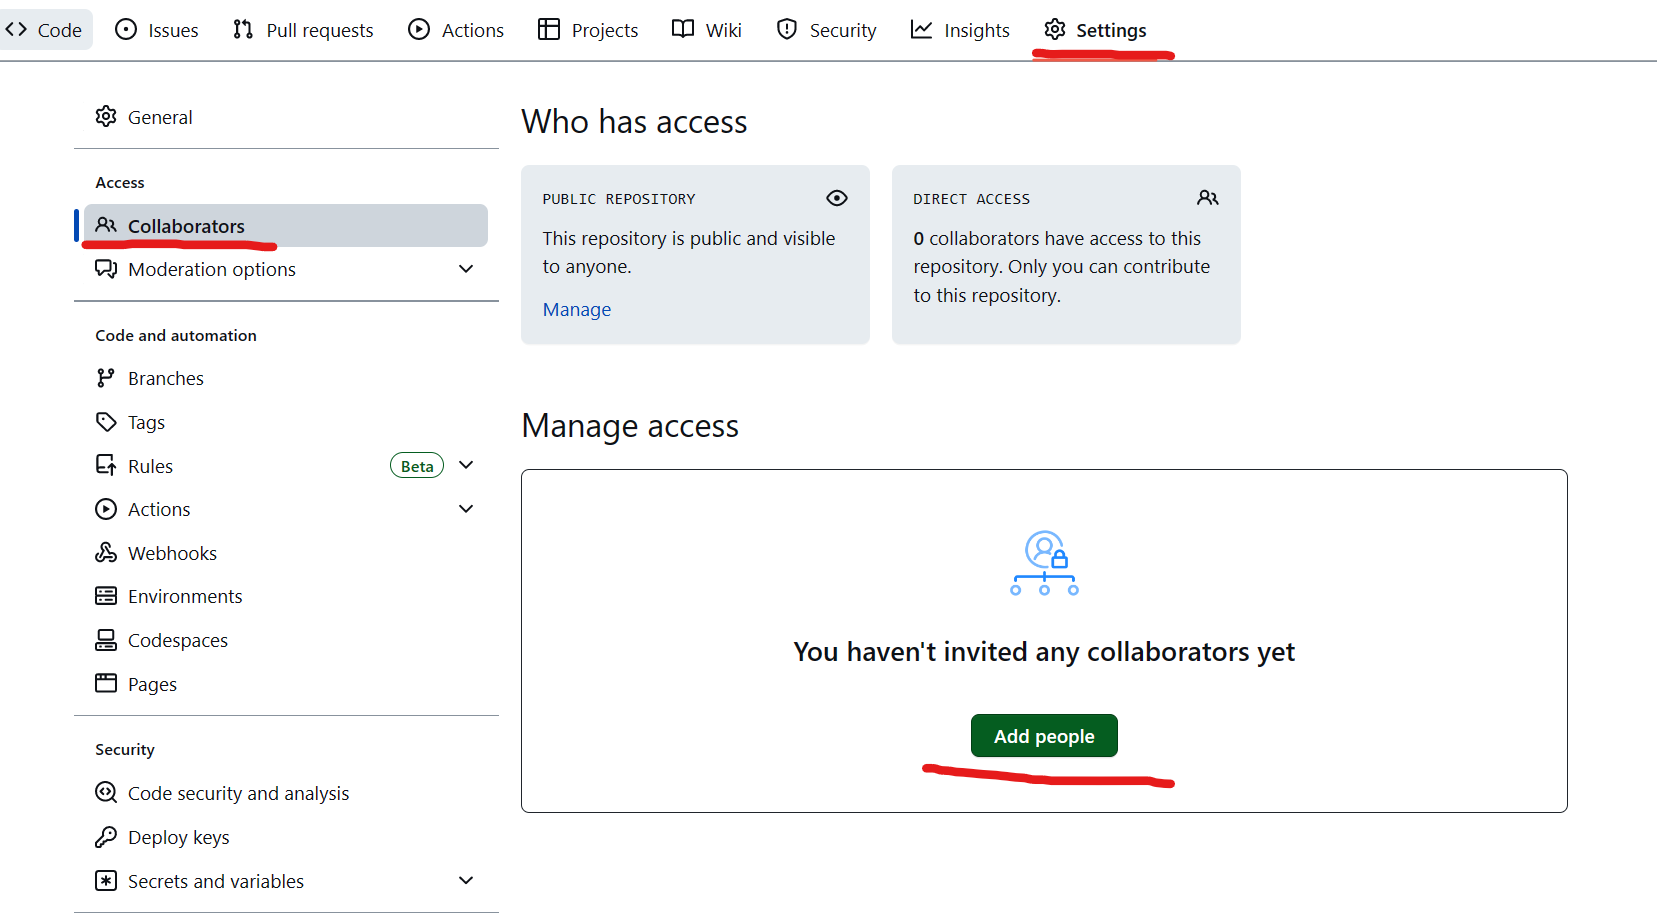 Code Issues Pull requests Actions Projects Wiki Security Insights Settings
General
Access
Collaborators
Moderation options
Code and automation
Branches
Tags
Rules Beta
Actions
Webhooks
Environments
Codespaces
Pages
Security
Code security and analysis
Deploy keys
Secrets and variables
Who has access
PUBLIC REPOSITORY
This repository is public and visible
to anyone.
Manage
DIRECT ACCESS
0 collaborators have access to this
repository. Only you can contribute
to this repository.
Manage access
You haven't invited any collaborators yet
Add people